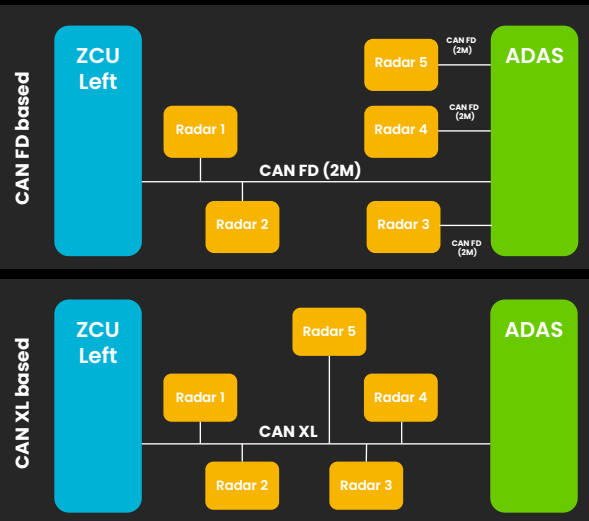 CAN FD based
ZCU
Left
Radar 1
Radar 2
CAN FD (2M)
Radar 5
CAN FD
(2M)
Radar 4
CAN FD
(2M)
Radar 3
CAN FD
(2M)
ADAS
CAN XL based
ZCU
Left
Radar 1
Radar 2
CAN XL
Radar 5
Radar 4
Radar 3
ADAS